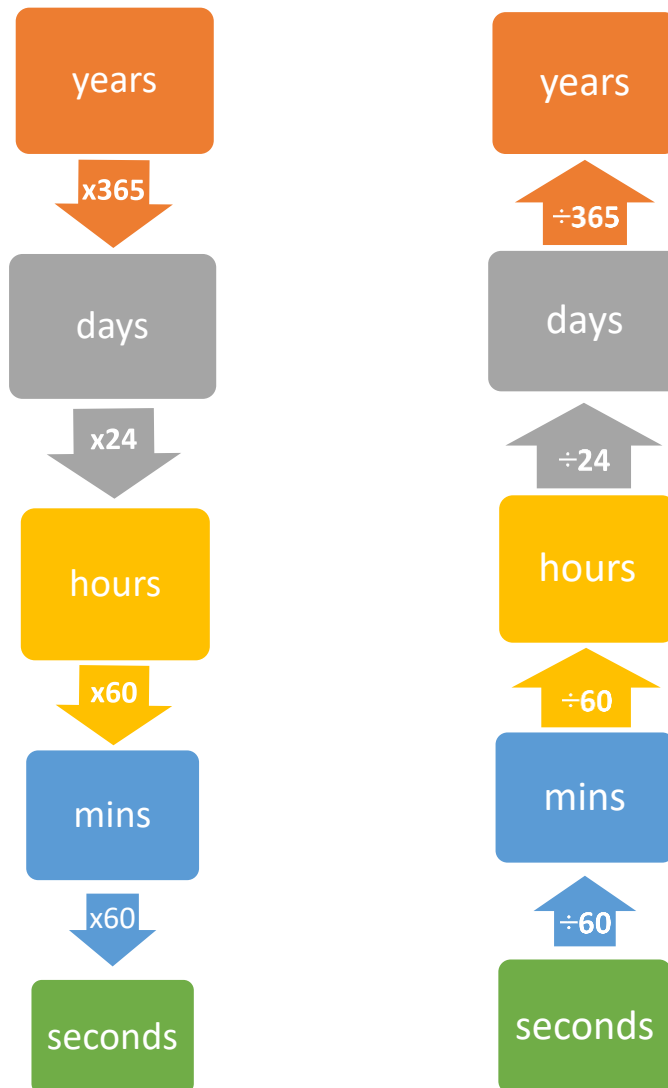 years
x365
days
x24
hours
x60
mins
x60
seconds
years
÷365
days
÷24
hours
÷60
mins
÷60
seconds